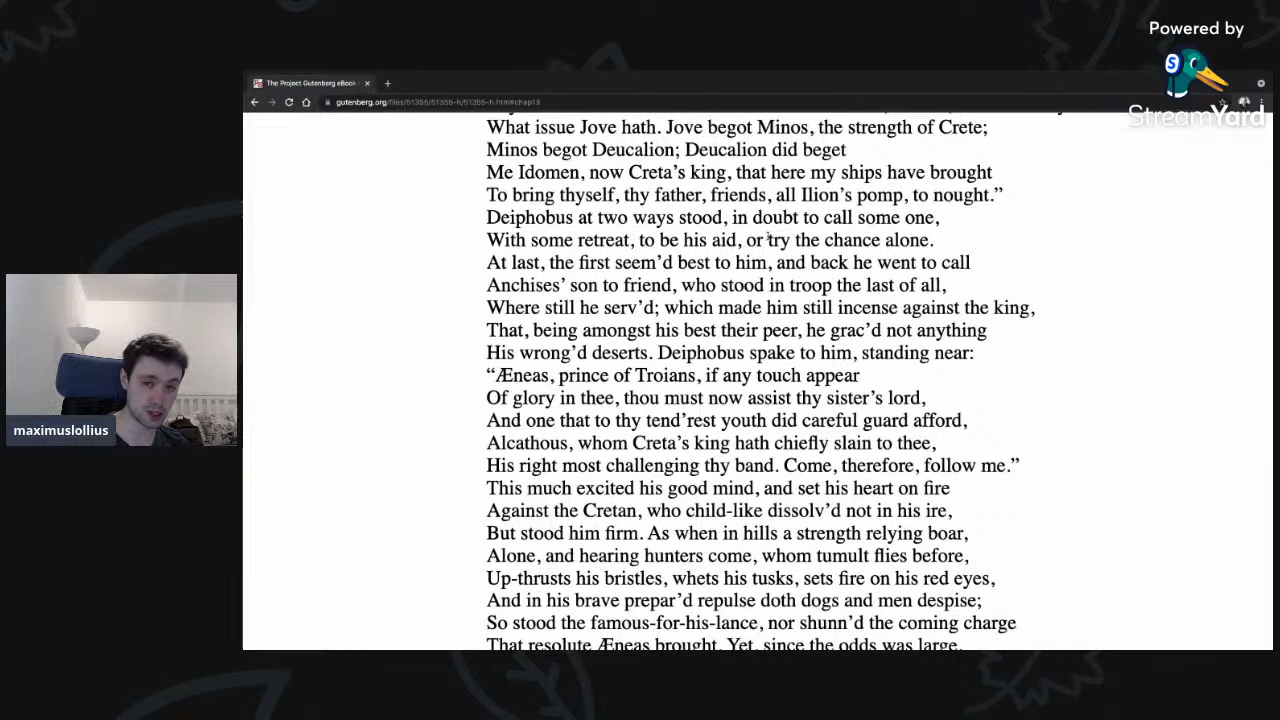 Powered by
StreamYard
The Project Gutenberg eBook
gutenberg.org/files/51355/51355-h/51355-h.htm#chap13
What issue Jove hath. Jove begot Minos, the strength of Crete;
Minos begot Deucalion; Deucalion did beget
Me Idomen, now Creta’s king, that here my ships have brought
To bring thyself, thy father, friends, all Ilion’s pomp, to nought.”
Deiphobus at two ways stood, in doubt to call some one,
With some retreat, to be his aid, or try the chance alone.
At last, the first seem’d best to him, and back he went to call
Anchises’ son to friend, who stood in troop the last of all,
Where still he serv’d; which made him still incense against the king,
That, being amongst his best their peer, he grac’d not anything
His wrong’d deserts. Deiphobus spake to him, standing near:
“Æneas, prince of Troians, if any touch appear
Of glory in thee, thou must now assist thy sister’s lord,
And one that to thy tend’rest youth did careful guard afford,
Alcathous, whom Creta’s king hath chiefly slain to thee,
His right most challenging thy band. Come, therefore, follow me.”
This much excited his good mind, and set his heart on fire
Against the Cretan, who child-like dissolv’d not in his ire,
But stood him firm. As when in hills a strength relying boar,
Alone, and hearing hunters come, whom tumult flies before,
Up-thrusts his bristles, whets his tusks, sets fire on his red eyes,
And in his brave prepar’d repulse doth dogs and men despise;
So stood the famous-for-his-lance, nor shunn’d the coming charge
That resolute Æneas brought. Yet, since the odds was large,
maximuslollius